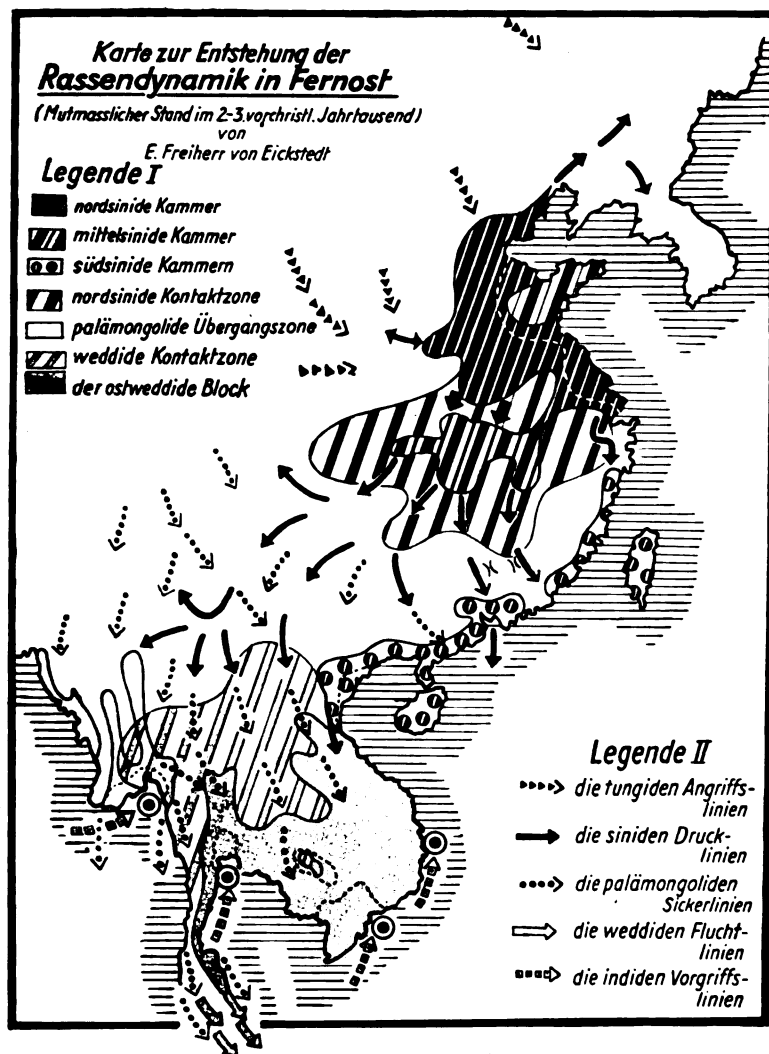 Karte zur Entstehung der
Rassendynamik in Fernost
(Mutmasslicher Stand im 2-3. vorchristl. Jahrtausend)
von
E. Freiherr von Eickstedt
Legende I
nordsinide Kammer
mittelsinide Kammer
südsinide Kammern
nordsinide Kontaktzone
palämongolide Übergangszone
weddide Kontaktzone
der ostweddide Block
Legende II
die tungiden Angriffs-
linien
die siniden Druck-
linien
die palämongoliden
Sickerlinien
die weddiden Flucht-
linien
die indiden Vorgriffs-
linien